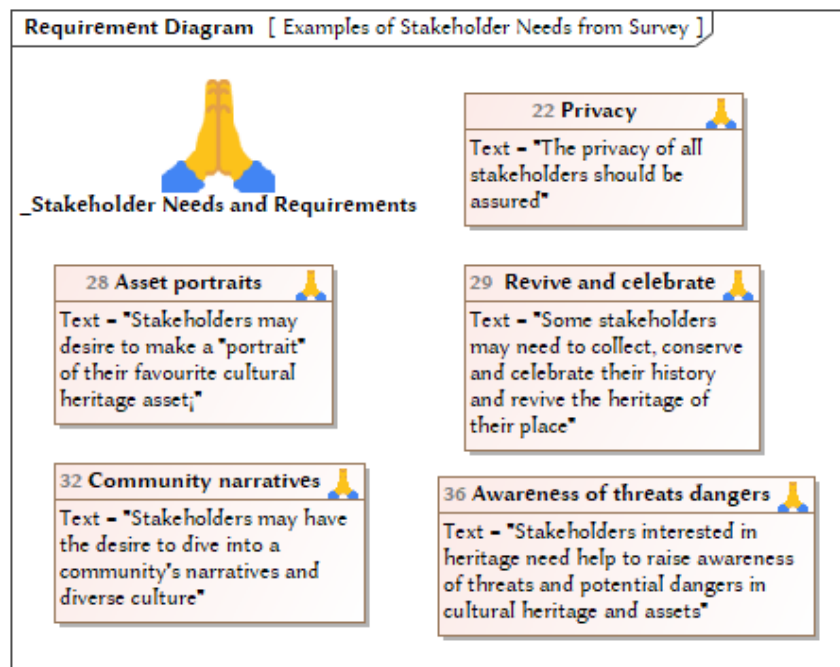 Requirement Diagram [ Examples of Stakeholder Needs from Survey ]
_Stakeholder Needs and Requirements
22 Privacy
Text = "The privacy of all
stakeholders should be
assured"
28 Asset portraits
Text = "Stakeholders may
desire to make a "portrait"
of their favourite cultural
heritage asset¡"
29 Revive and celebrate
Text = "Some stakeholders
may need to collect, conserve
and celebrate their history
and revive the heritage of
their place"
32 Community narratives
Text = "Stakeholders may have
the desire to dive into a
community's narratives and
diverse culture"
36 Awareness of threats dangers
Text = "Stakeholders interested in
heritage need help to raise awareness
of threats and potential dangers in
cultural heritage and assets"